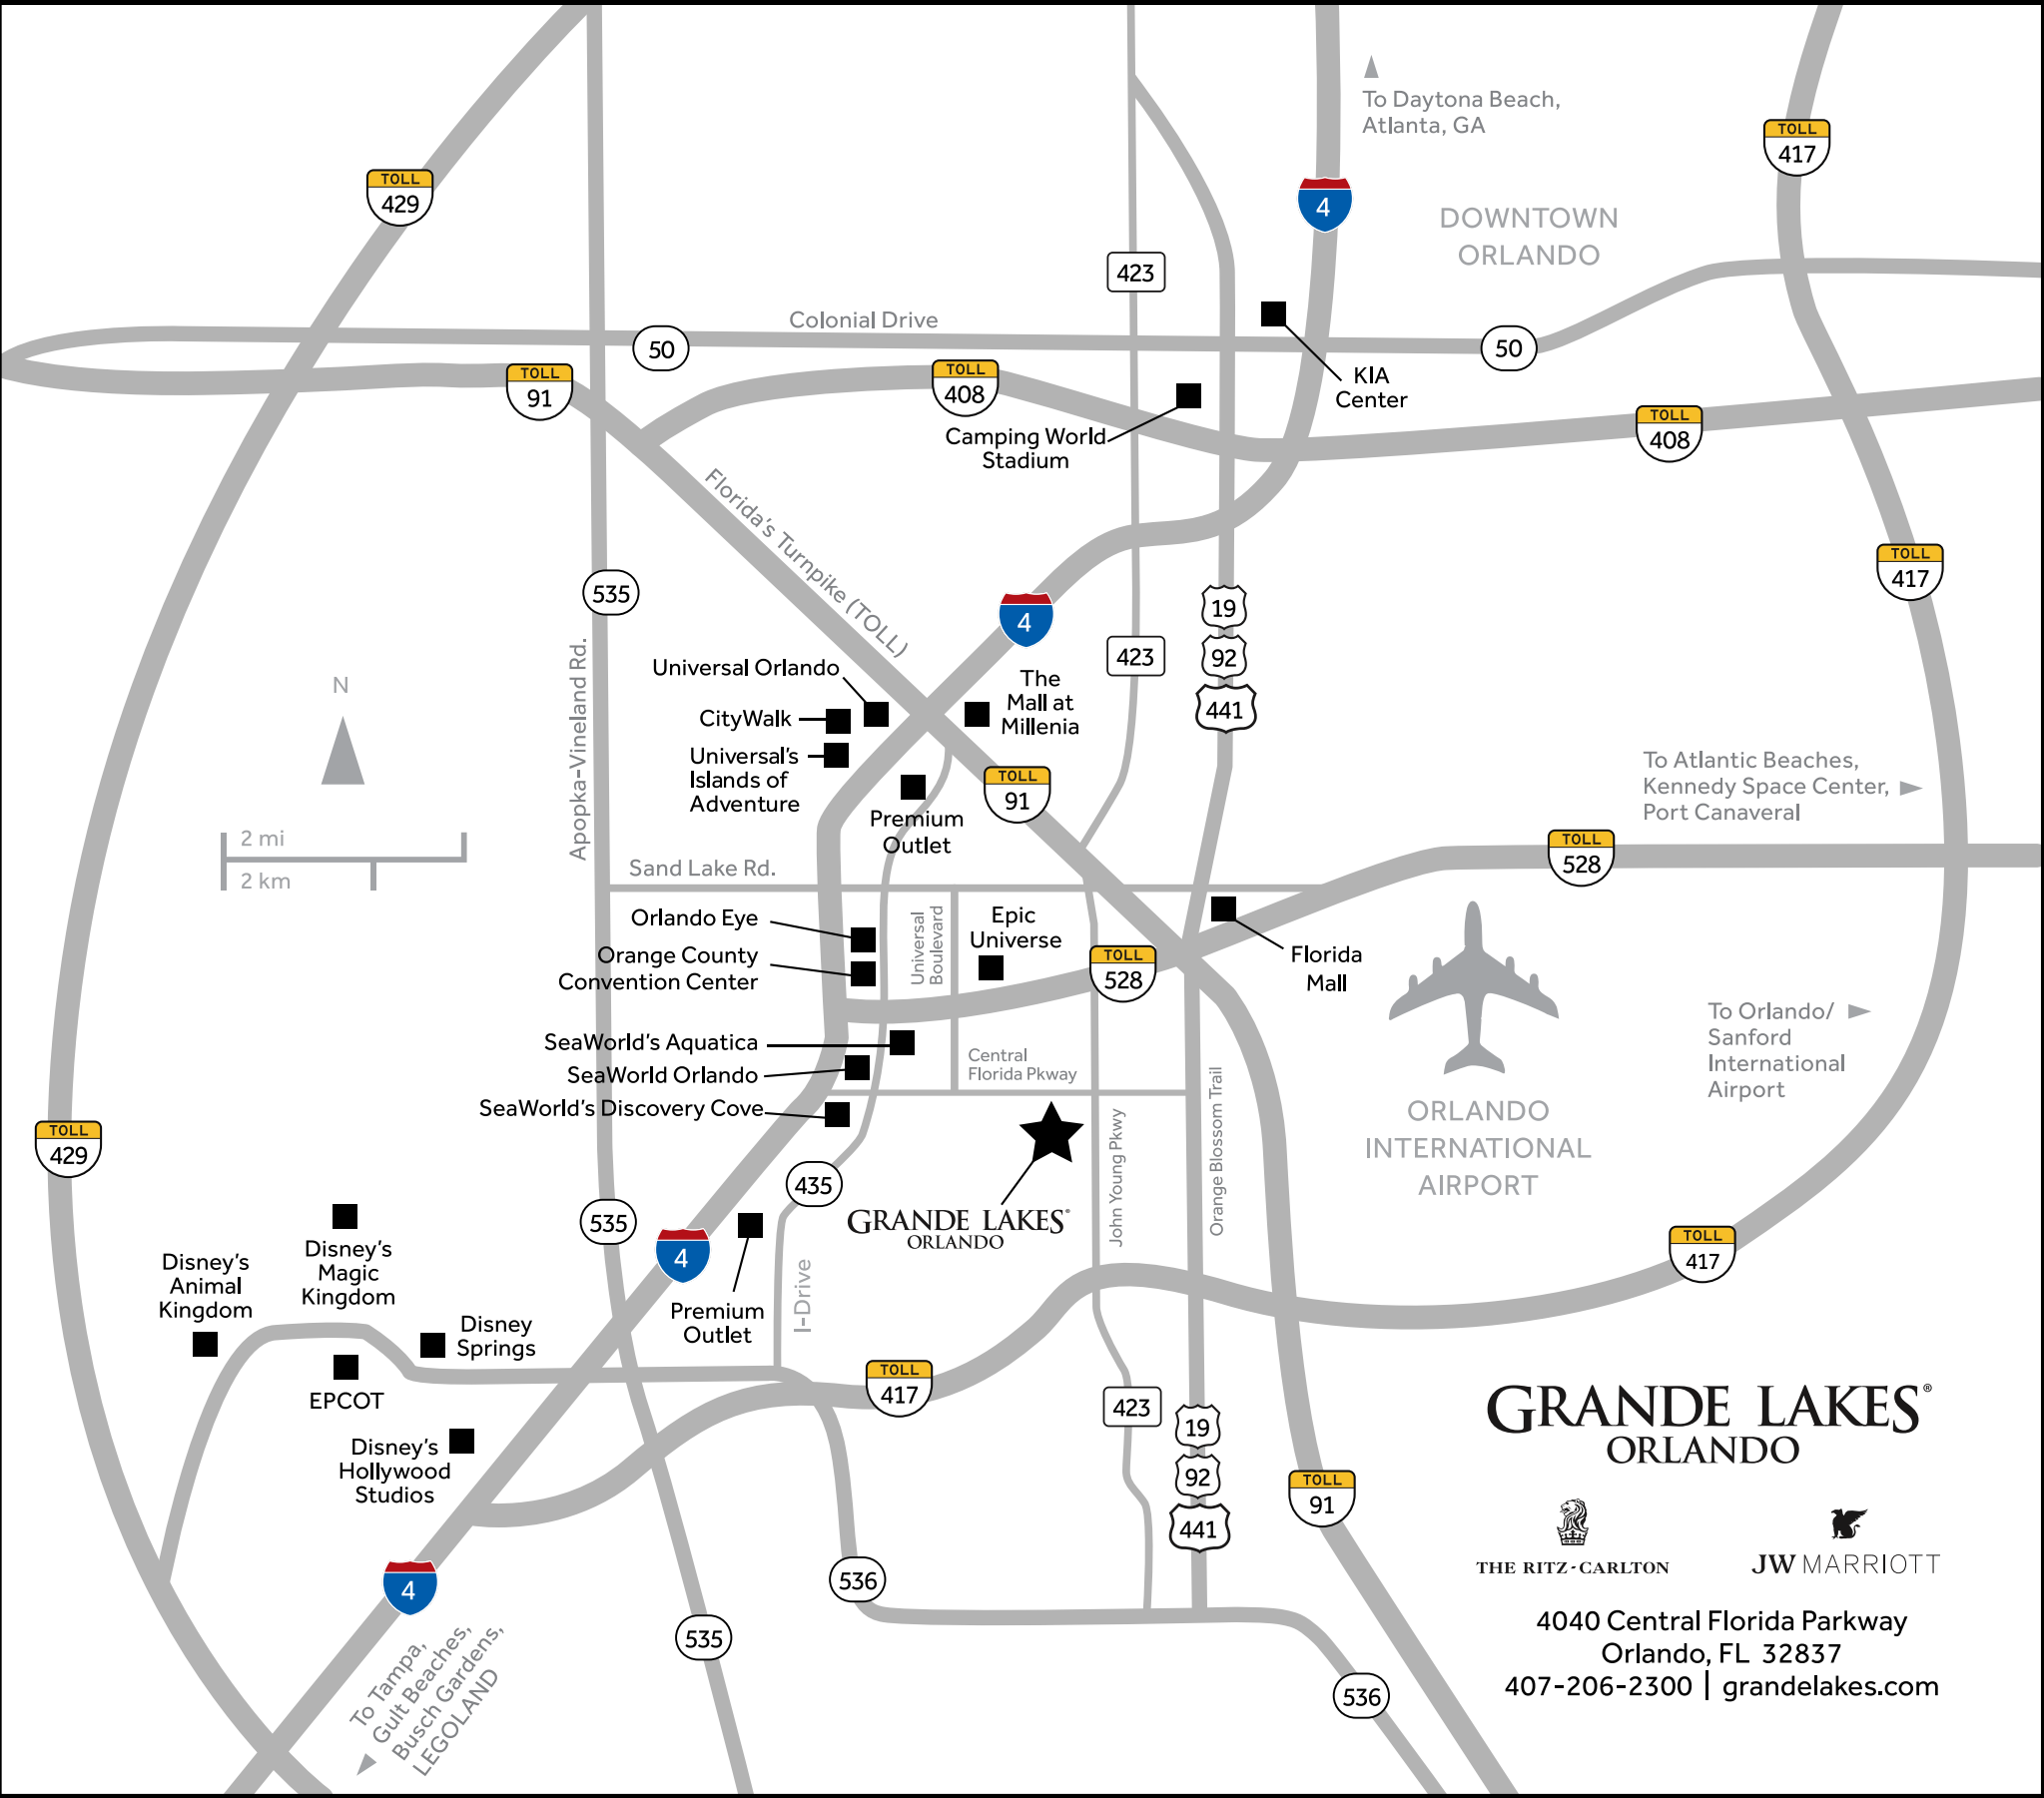 To Daytona Beach,
Atlanta, GA
TOLL
417
TOLL
429
4
DOWNTOWN
ORLANDO
423
Colonial Drive
50
50
TOLL
91
TOLL
408
KIA
Center
TOLL
408
Camping World
Stadium
Florida's Turnpike (TOLL)
TOLL
417
535
4
19
92
441
423
Apopka-Vineland Rd.
N
2 mi
2 km
Universal Orlando
CityWalk
Universal's
Islands of
Adventure
The
Mall at
Millenia
Premium
Outlet
TOLL
91
To Atlantic Beaches,
Kennedy Space Center,
Port Canaveral
TOLL
528
Sand Lake Rd.
Orlando Eye
Orange County
Convention Center
Universal
Boulevard
Epic
Universe
TOLL
528
Florida
Mall
SeaWorld's Aquatica
SeaWorld Orlando
SeaWorld's Discovery Cove
Central
Florida Pkway
To Orlando/
Sanford
International
Airport
ORLANDO
INTERNATIONAL
AIRPORT
TOLL
429
435
GRANDE LAKES®
ORLANDO
John Young Pkwy
Orange Blossom Trail
535
4
TOLL
417
Disney's
Animal
Kingdom
Disney's
Magic
Kingdom
Disney
Springs
EPCOT
Disney's
Hollywood
Studios
Premium
Outlet
I-Drive
TOLL
417
423
19
92
441
TOLL
91
4
To Tampa,
Gult Beaches,
Busch Gardens,
LEGOLAND
535
536
536
GRANDE LAKES®
ORLANDO
THE RITZ-CARLTON
JW MARRIOTT
4040 Central Florida Parkway
Orlando, FL 32837
407-206-2300 | grandelakes.com